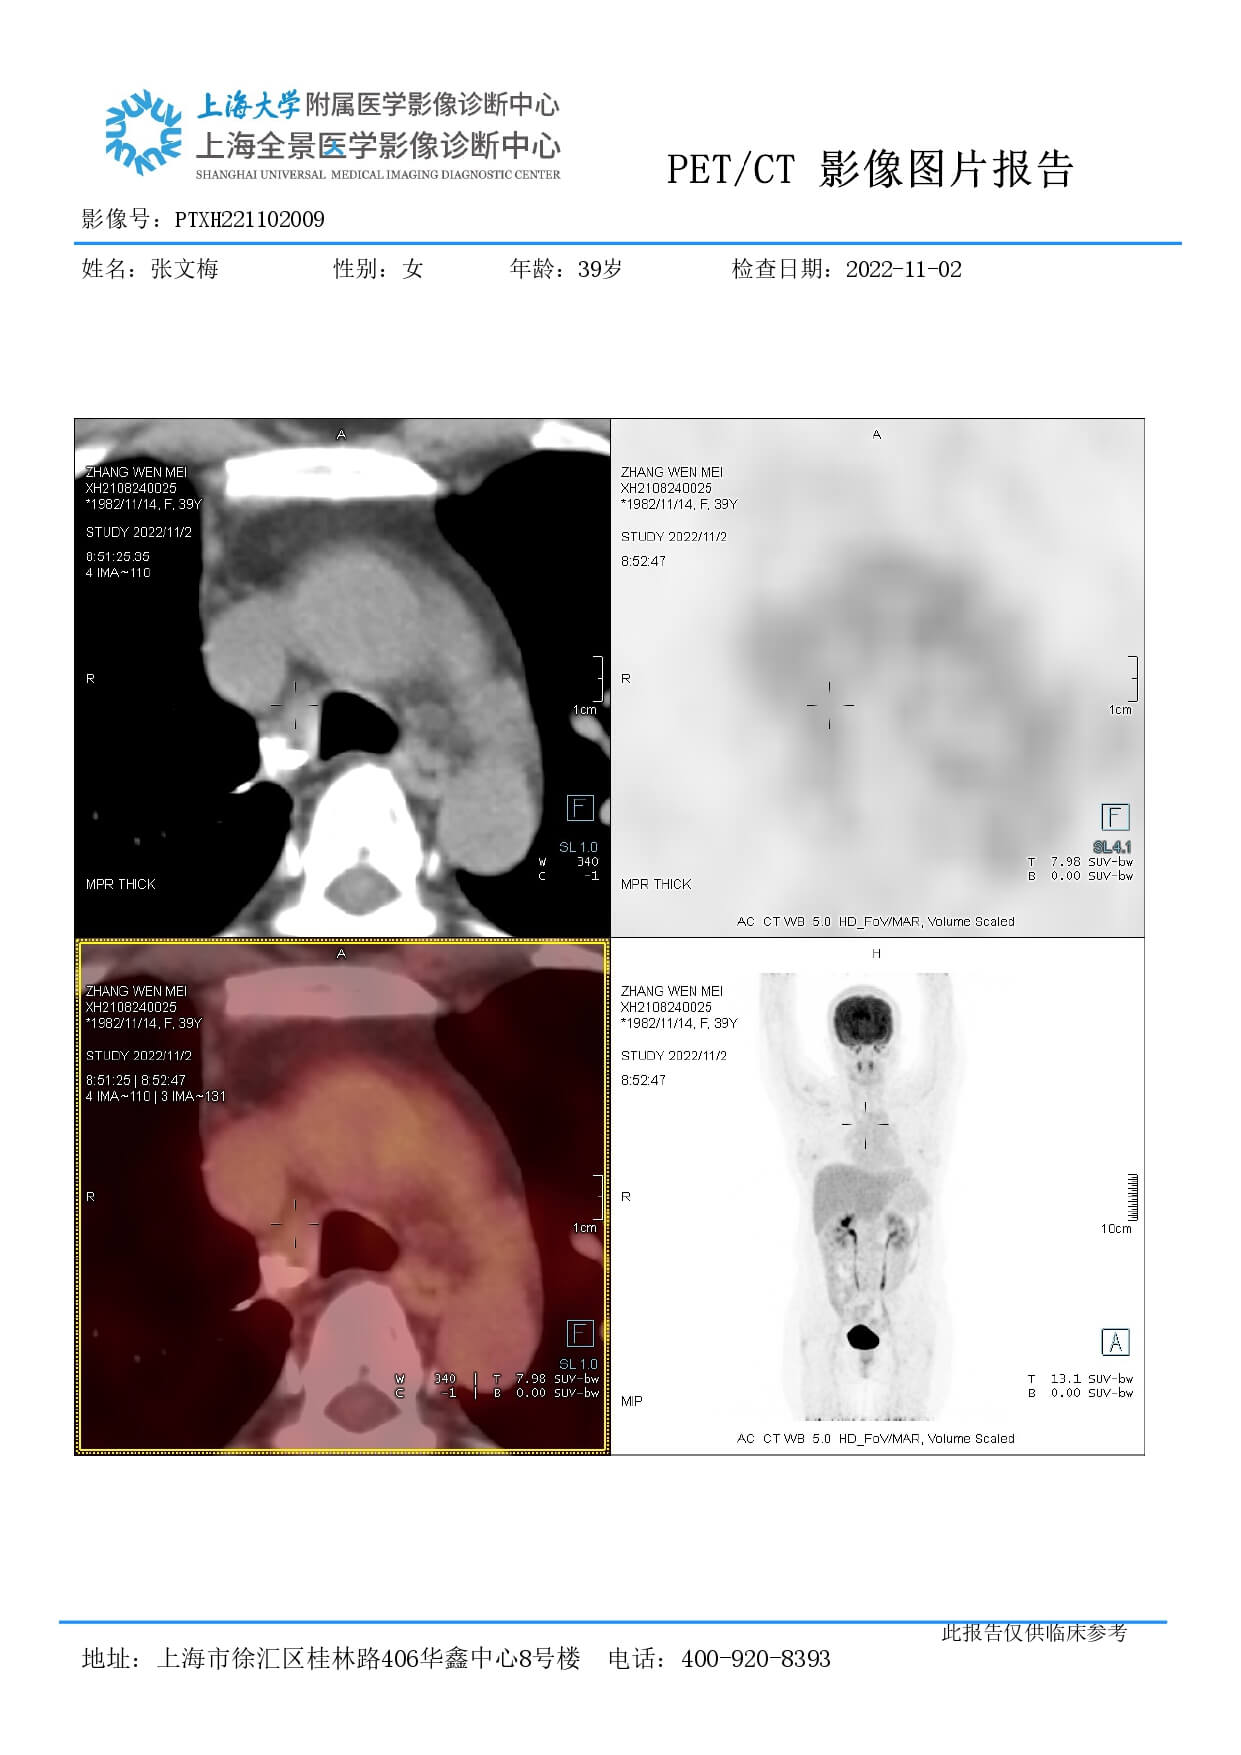 上海大学附属医学影像诊断中心
上海全景医学影像诊断中心
SHANGHAI UNIVERSAL MEDICAL IMAGING DIAGNOSTIC CENTER
PET/CT 影像图片报告
影像号：PTXH221102009
姓名：张文梅 性别：女 年龄：39岁 检查日期：2022-11-02
A
ZHANG WEN MEI
XH2108240025
*1982/11/14, F, 39Y
STUDY 2022/11/2
8:51:25.35
4 IMA~110
R
1cm
F
SL 1.0
W 340
C -1
MPR THICK
A
ZHANG WEN MEI
XH2108240025
*1982/11/14, F, 39Y
STUDY 2022/11/2
8:52:47
R
1cm
F
SL4.1
T 7.98 SUV-bw
B 0.00 SUV-bw
MPR THICK
AC CT WB 5.0 HD_FoV/MAR, Volume Scaled
A
ZHANG WEN MEI
XH2108240025
*1982/11/14, F, 39Y
STUDY 2022/11/2
8:51:25 | 8:52:47
4 IMA~110 | 3 IMA~131
R
1cm
F
SL 1.0
W 340 | T 7.98 SUV-bw
C -1 | B 0.00 SUV-bw
H
ZHANG WEN MEI
XH2108240025
*1982/11/14, F, 39Y
STUDY 2022/11/2
8:52:47
R
10cm
A
T 13.1 SUV-bw
B 0.00 SUV-bw
MIP
AC CT WB 5.0 HD_FoV/MAR, Volume Scaled
此报告仅供临床参考
地址：上海市徐汇区桂林路406华鑫中心8号楼 电话：400-920-8393